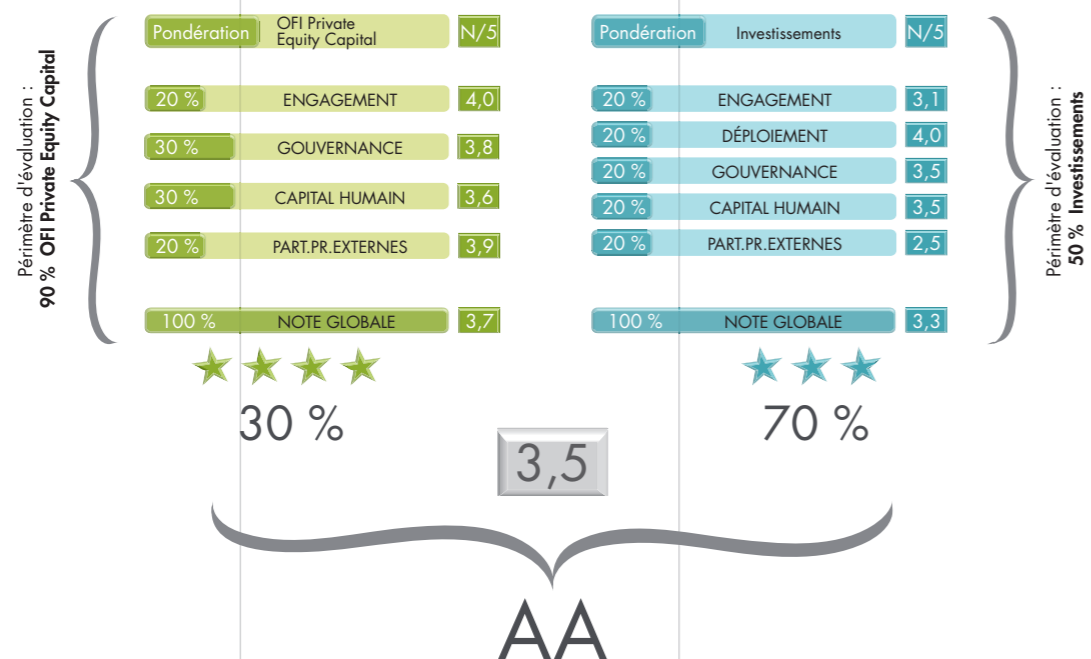 Périmètre d'évaluation :
90 % OFI Private Equity Capital
Pondération OFI Private Equity Capital N/5
20 % ENGAGEMENT 4,0
30 % GOUVERNANCE 3,8
30 % CAPITAL HUMAIN 3,6
20 % PART.PR.EXTERNES 3,9
100 % NOTE GLOBALE 3,7
30 %
Pondération Investissements N/5
20 % ENGAGEMENT 3,1
20 % DÉPLOIEMENT 4,0
20 % GOUVERNANCE 3,5
20 % CAPITAL HUMAIN 3,5
20 % PART.PR.EXTERNES 2,5
100 % NOTE GLOBALE 3,3
70 %
Périmètre d'évaluation :
50 % Investissements
3,5
AA